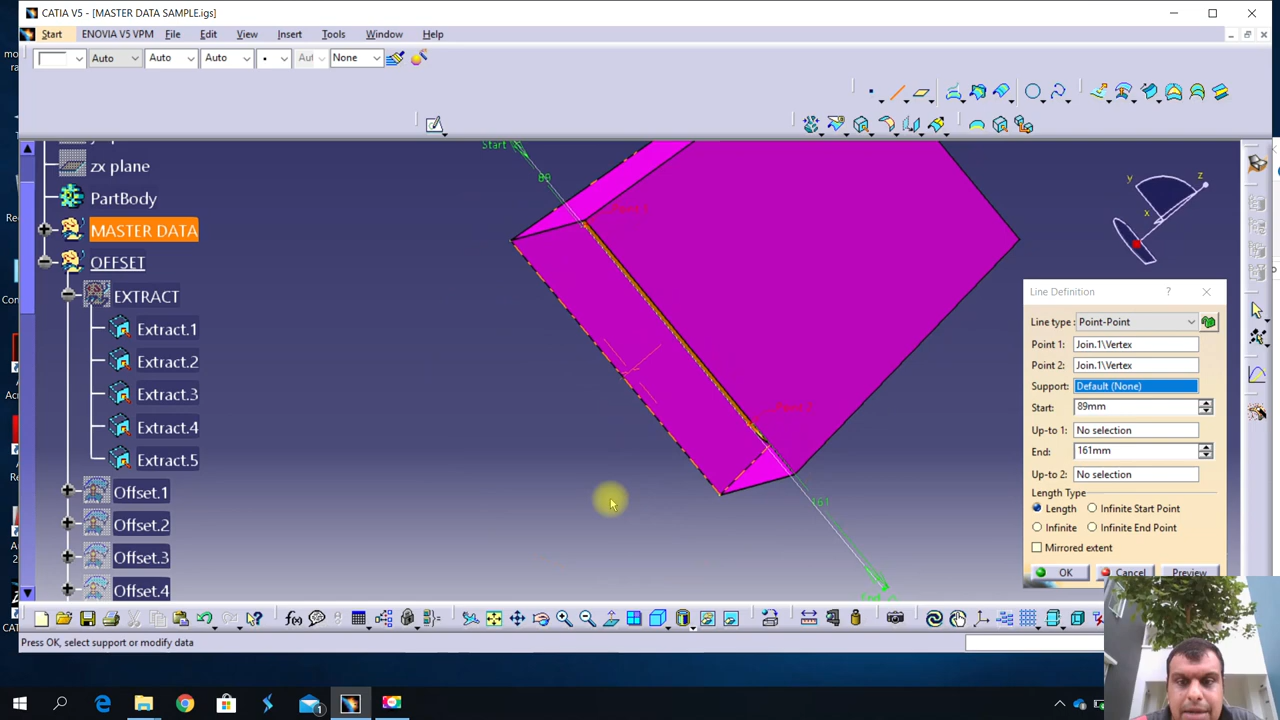 CATIA V5 - [MASTER DATA SAMPLE.igs]
Start ENOVIA V5 VPM File Edit View Insert Tools Window Help
Auto Auto Auto None
zx plane
PartBody
MASTER DATA
OFFSET
EXTRACT
Extract.1
Extract.2
Extract.3
Extract.4
Extract.5
Offset.1
Offset.2
Offset.3
Offset.4
Start
89
161
y z
x
Line Definition ?
Line type : Point-Point
Point 1: Join.1\Vertex
Point 2: Join.1\Vertex
Support: Default (None)
Start: 89mm
Up-to 1: No selection
End: 161mm
Up-to 2: No selection
Length Type
Length Infinite Start Point
Infinite Infinite End Point
Mirrored extent
OK Cancel Preview
Press OK, select support or modify data